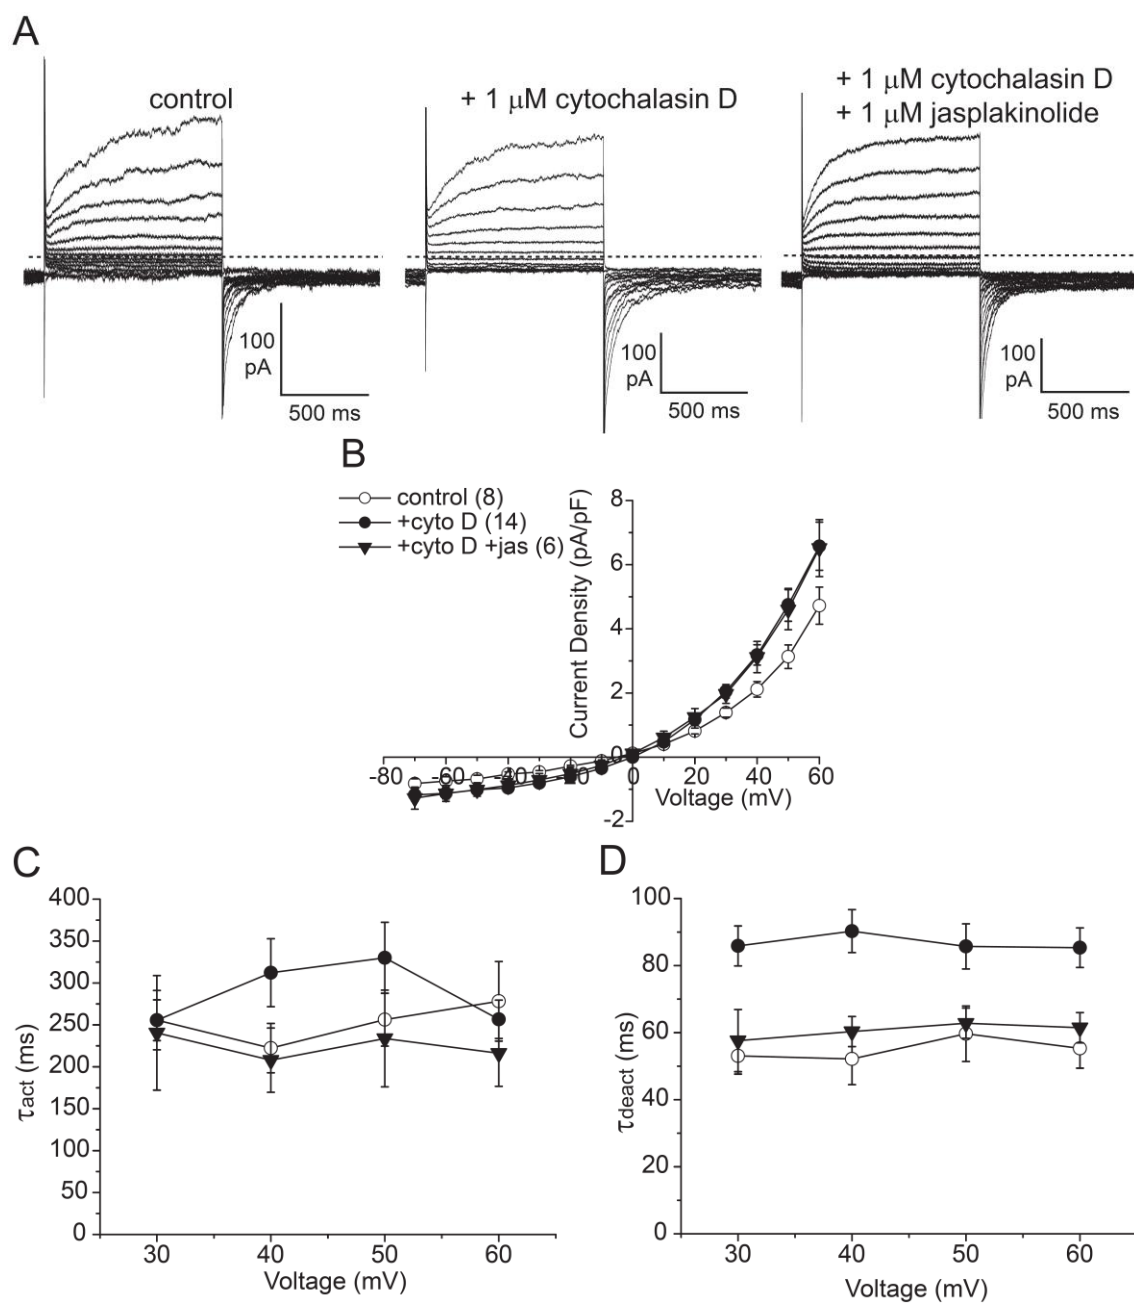 A
control
+ 1 μM cytochalasin D
+ 1 μM cytochalasin D
+ 1 μM jasplakinolide
100
pA
500 ms
100
pA
500 ms
100
pA
500 ms
B
control (8)
+cyto D (14)
+cyto D +jas (6)
Current Density (pA/pF)
8
6
4
2
0
-2
-80 -60 -40 -20 0 20 40 60
Voltage (mV)
C
τact (ms)
400
350
300
250
200
150
100
50
0
30 40 50 60
Voltage (mV)
D
τdeact (ms)
100
80
60
40
20
0
30 40 50 60
Voltage (mV)